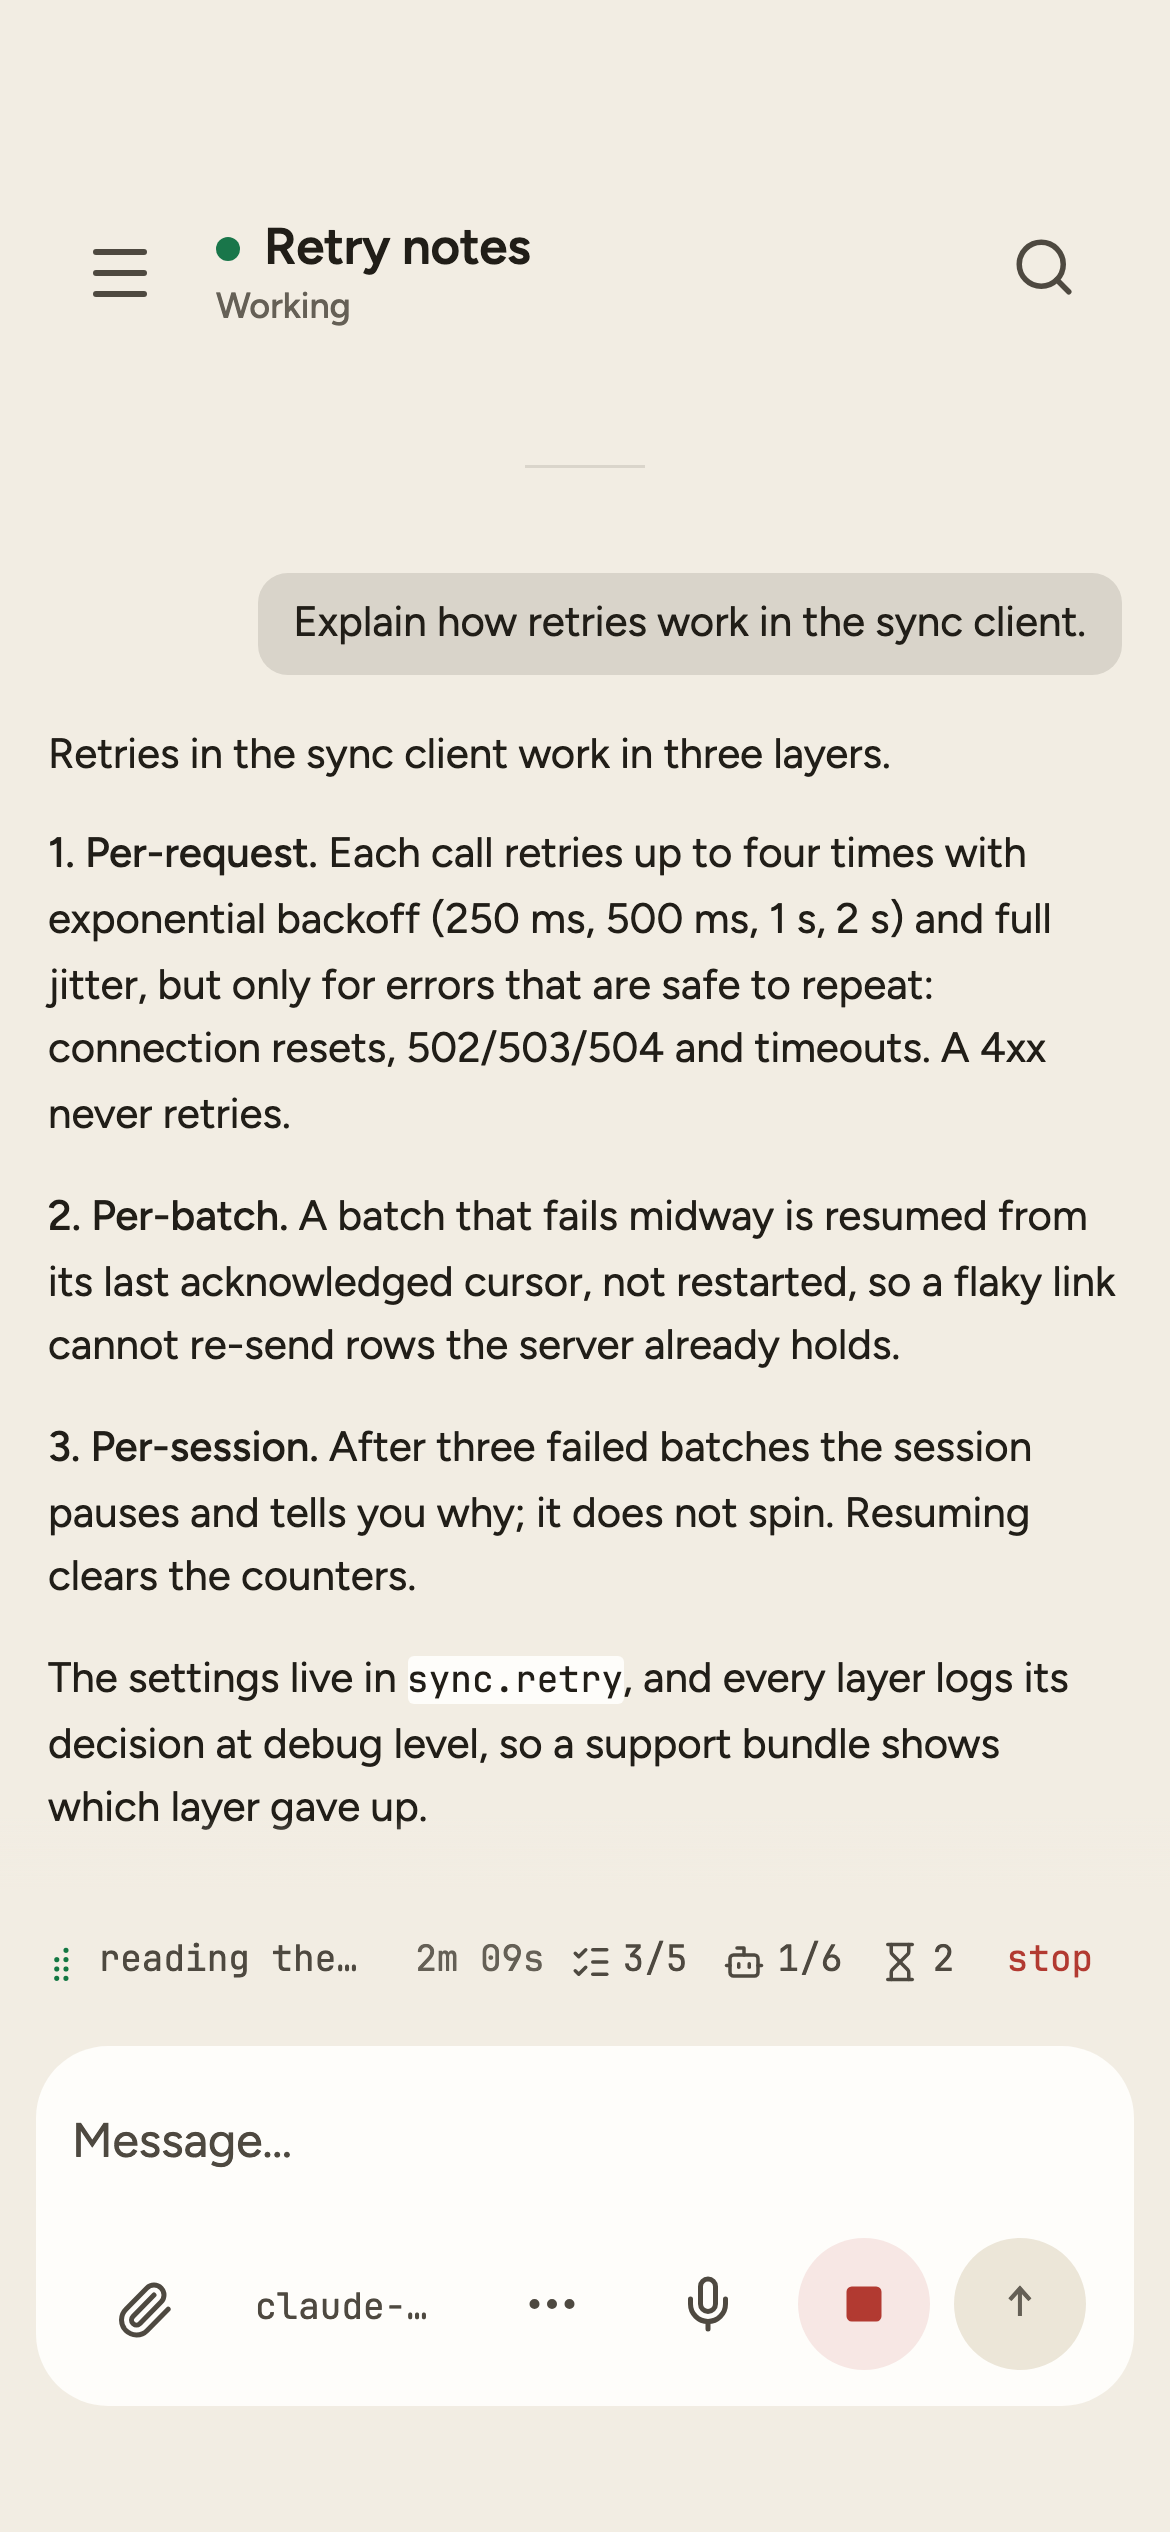 Retry notes
Working
Explain how retries work in the sync client.
Retries in the sync client work in three layers.
1. Per-request. Each call retries up to four times with
exponential backoff (250 ms, 500 ms, 1 s, 2 s) and full
jitter, but only for errors that are safe to repeat:
connection resets, 502/503/504 and timeouts. A 4xx
never retries.
2. Per-batch. A batch that fails midway is resumed from
its last acknowledged cursor, not restarted, so a flaky link
cannot re-send rows the server already holds.
3. Per-session. After three failed batches the session
pauses and tells you why; it does not spin. Resuming
clears the counters.
The settings live in sync.retry, and every layer logs its
decision at debug level, so a support bundle shows
which layer gave up.
reading the… 2m 09s 3/5 1/6 2 stop
Message…
claude-…